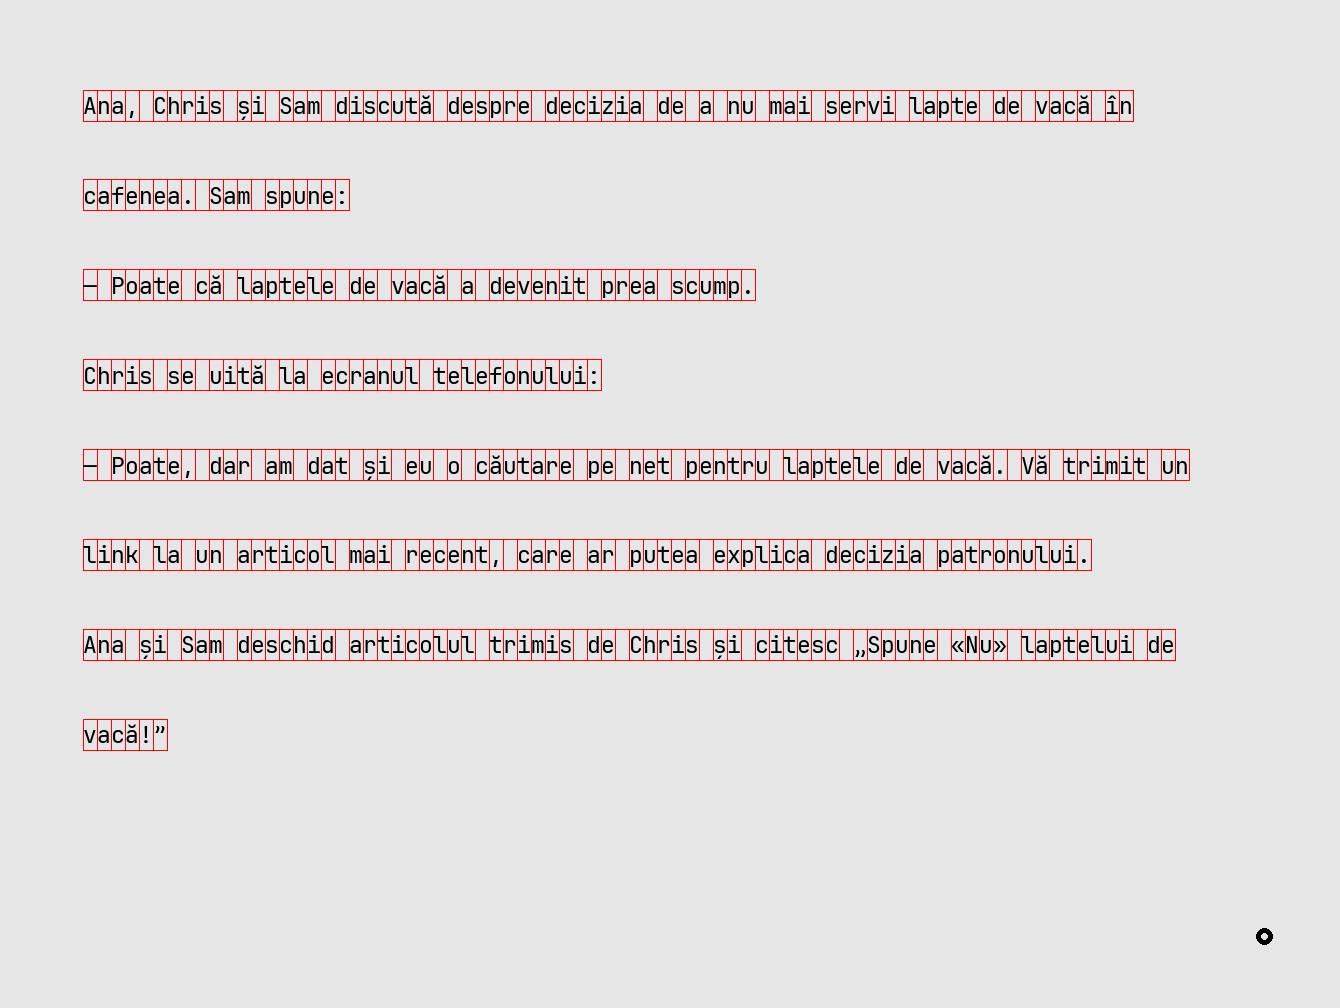 Ana, Chris și Sam discută despre decizia de a nu mai servi lapte de vacă în
cafenea. Sam spune:
— Poate că laptele de vacă a devenit prea scump.
Chris se uită la ecranul telefonului:
— Poate, dar am dat și eu o căutare pe net pentru laptele de vacă. Vă trimit un
link la un articol mai recent, care ar putea explica decizia patronului.
Ana și Sam deschid articolul trimis de Chris și citesc „Spune «Nu» laptelui de
vacă!”